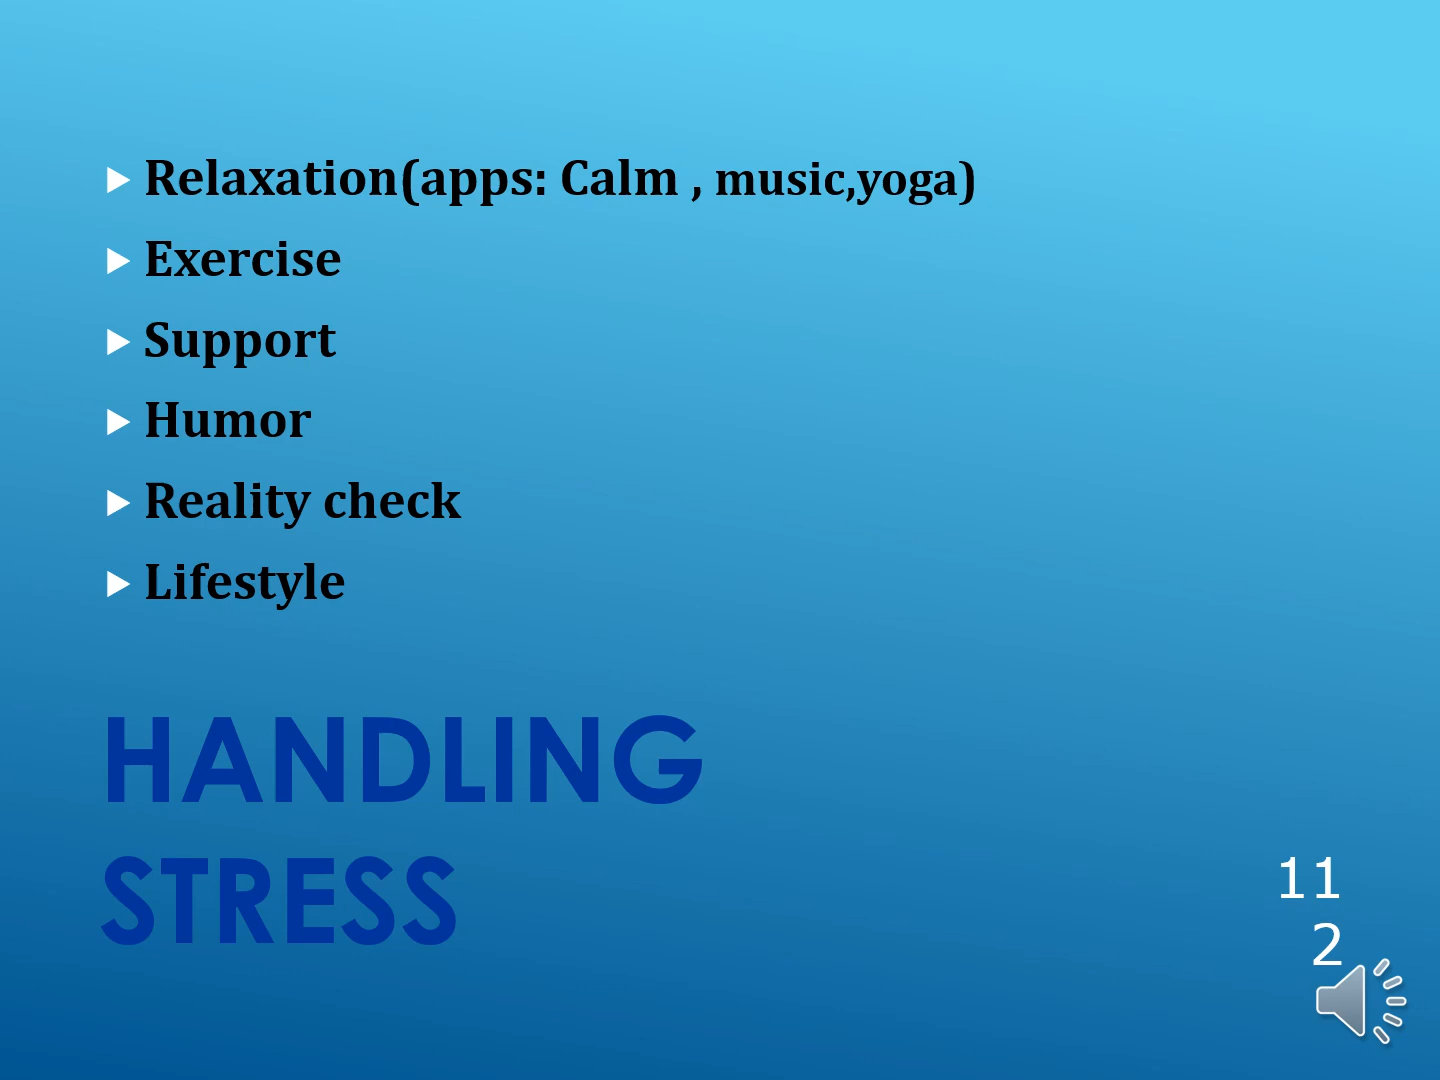 Relaxation(apps: Calm , music,yoga)
Exercise
Support
Humor
Reality check
Lifestyle
HANDLING
STRESS
11
2